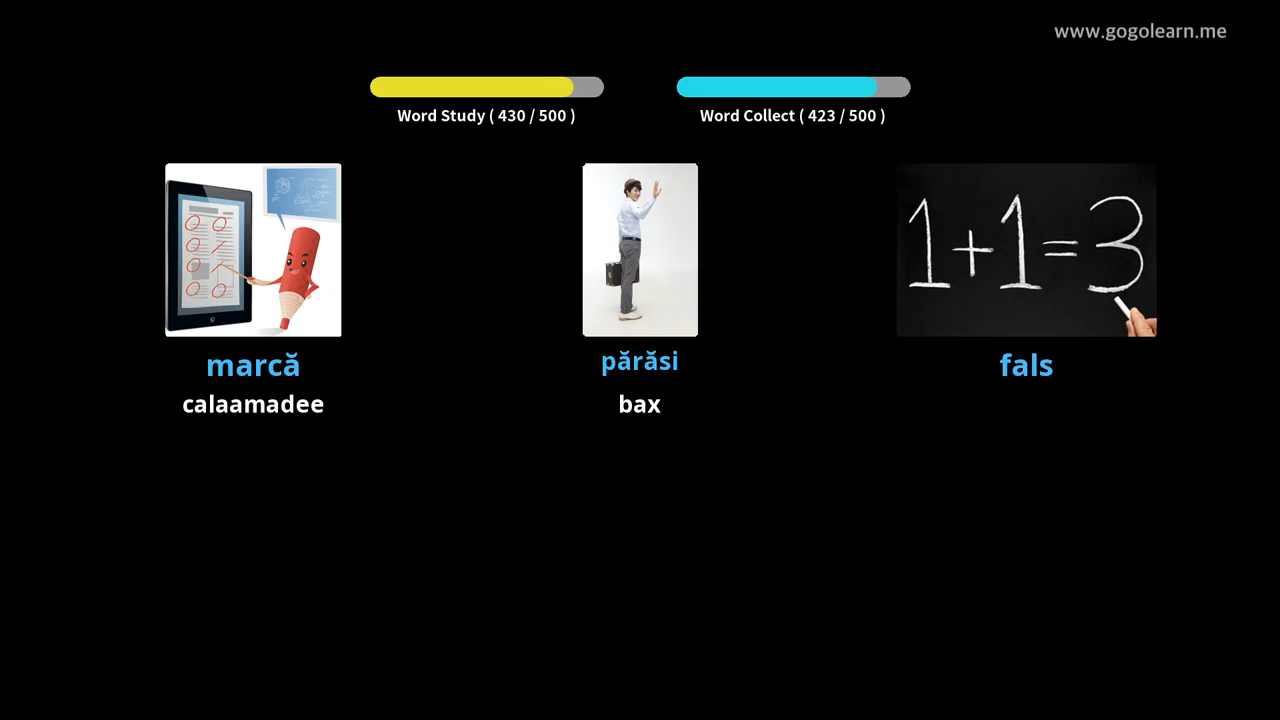 www.gogolearn.me
Word Study ( 430 / 500 )
Word Collect ( 423 / 500 )
1+1=3
marcă
părăsi
fals
calaamadee
bax